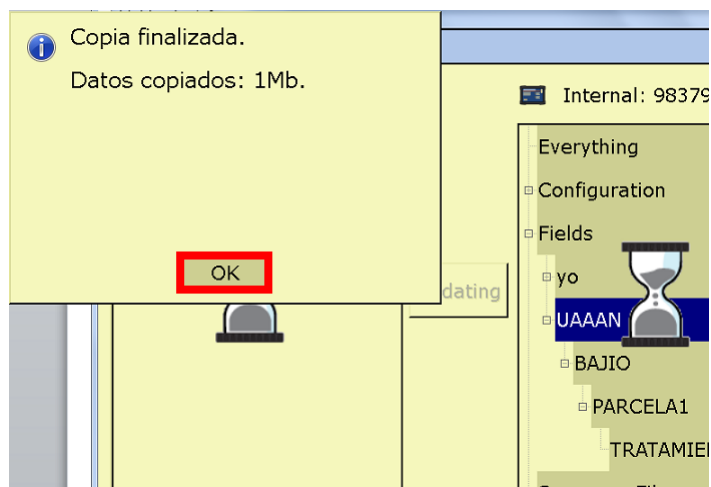 Copia finalizada.
Datos copiados: 1Mb.
OK
dating
Internal: 98379
Everything
Configuration
Fields
yo
UAAAN
BAJIO
PARCELA1
TRATAMIE